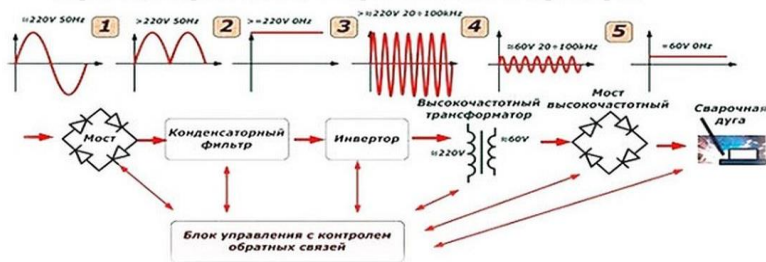 ≈220V 50Hz
1
>220V 50Hz
2
>=220V 0Hz
3
>≈220V 20÷100kHz
4
≈60V 20÷100kHz
5
=60V 0Hz
Мост
Конденсаторный
фильтр
Инвертор
Высокочастотный
трансформатор
≈220V
≈60V
Мост
высокочастотный
Сварочная
дуга
Блок управления с контролем
обратных связей